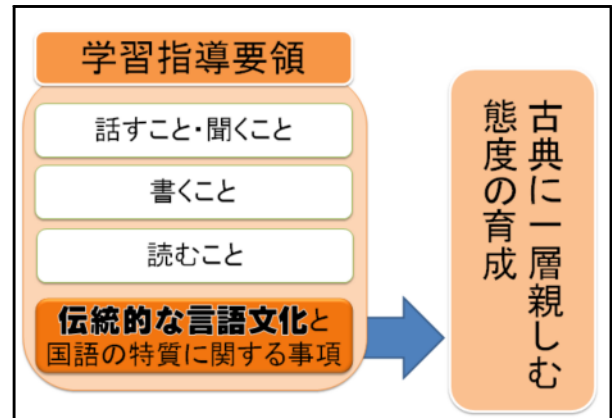 学習指導要領
話すこと・聞くこと
書くこと
読むこと
伝統的な言語文化と
国語の特質に関する事項
古典に一層親しむ
態度の育成